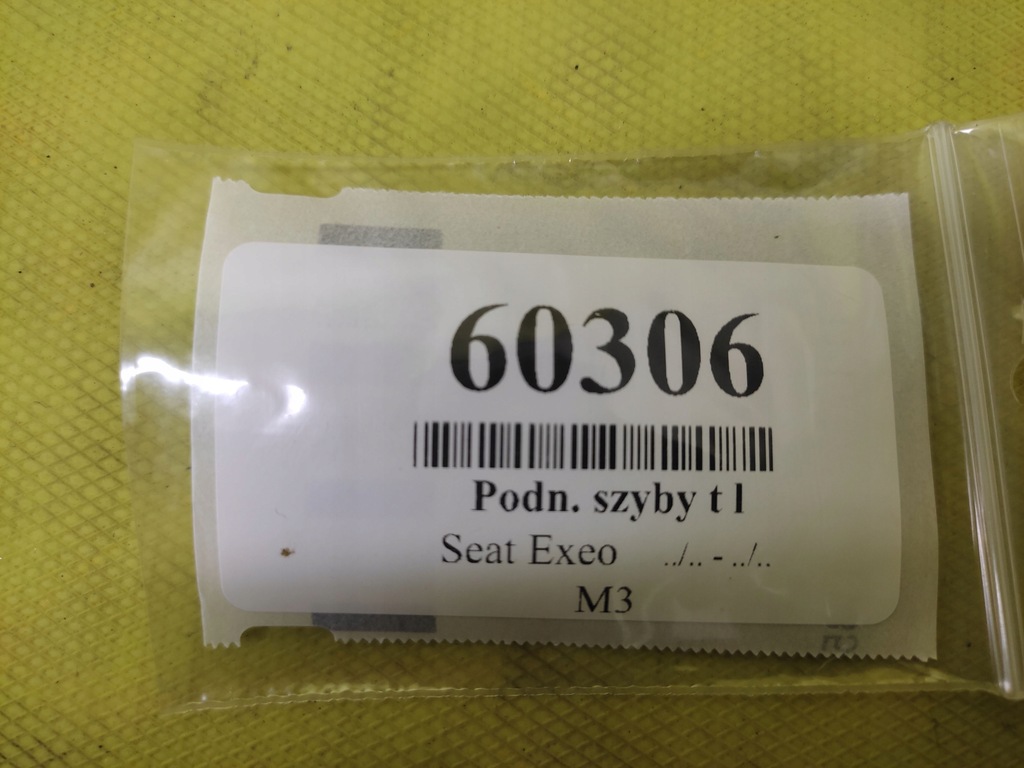 60306
Podn. szyby t l
Seat Exeo ../.. - ../..
M3